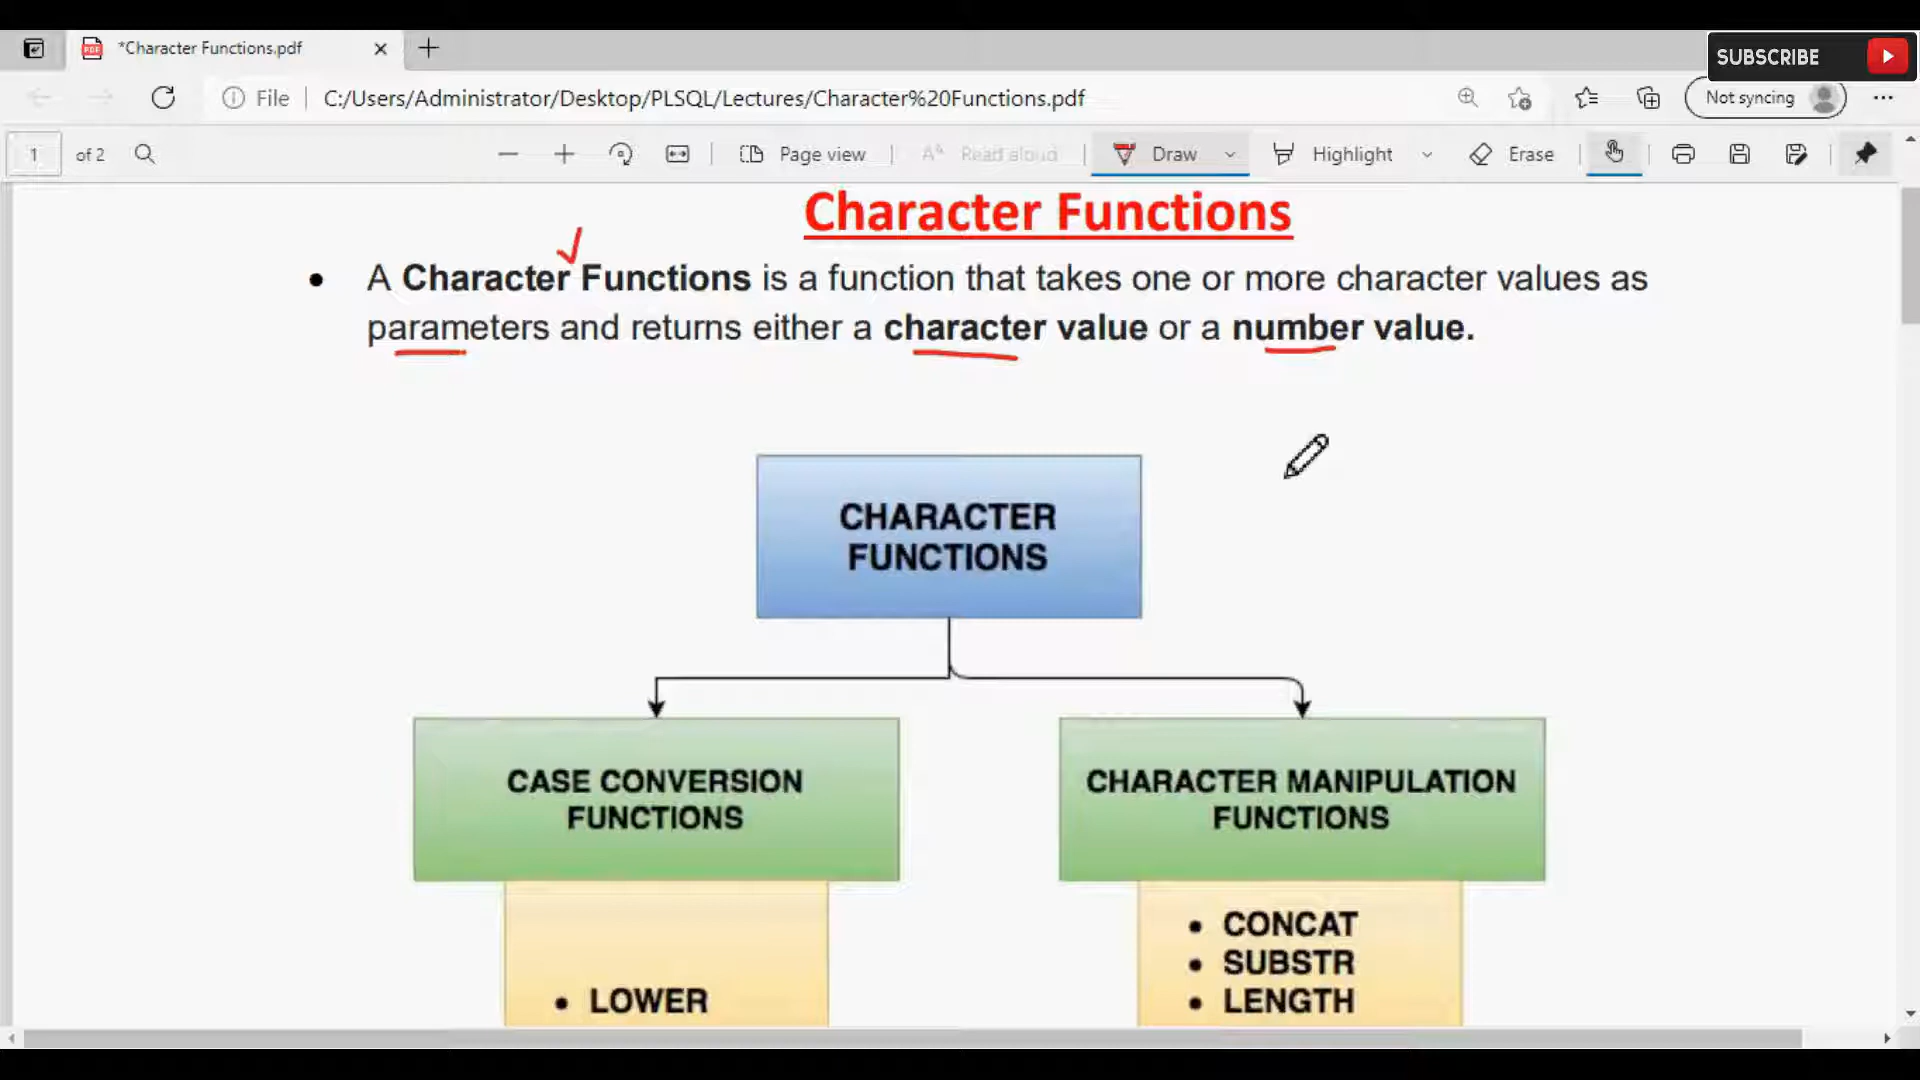 *Character Functions.pdf
SUBSCRIBE
File
C:/Users/Administrator/Desktop/PLSQL/Lectures/Character%20Functions.pdf
Not syncing
1 of 2
Page view
Read aloud
Draw
Highlight
Erase
Character Functions
• A Character Functions is a function that takes one or more character values as
parameters and returns either a character value or a number value.
CHARACTER
FUNCTIONS
CASE CONVERSION
FUNCTIONS
• LOWER
CHARACTER MANIPULATION
FUNCTIONS
• CONCAT
• SUBSTR
• LENGTH